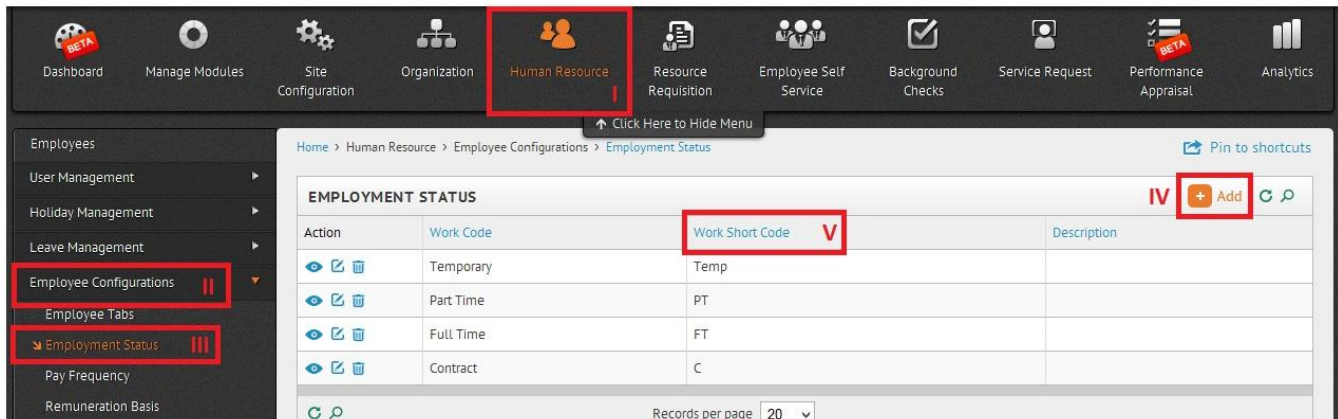 BETA
BETA
Dashboard Manage Modules Site Configuration Organization Human Resource Resource Requisition Employee Self Service Background Checks Service Request Performance Appraisal Analytics
I
Click Here to Hide Menu
Employees
User Management
Holiday Management
Leave Management
Employee Configurations II
Employee Tabs
Employment Status III
Pay Frequency
Remuneration Basis
Home > Human Resource > Employee Configurations > Employment Status Pin to shortcuts
EMPLOYMENT STATUS IV + Add
Action Work Code Work Short Code V Description
Temporary Temp
Part Time PT
Full Time FT
Contract C
Records per page 20